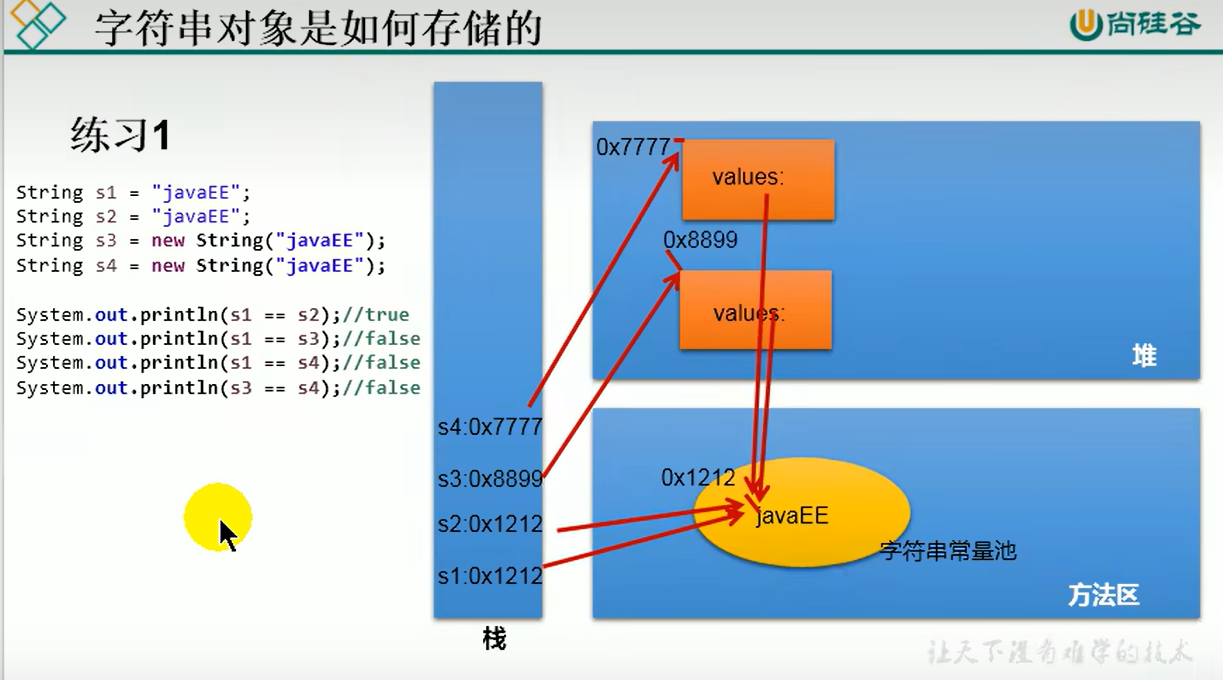 字符串对象是如何存储的
尚硅谷
练习1
String s1 = "javaEE";
String s2 = "javaEE";
String s3 = new String("javaEE");
String s4 = new String("javaEE");
System.out.println(s1 == s2);//true
System.out.println(s1 == s3);//false
System.out.println(s1 == s4);//false
System.out.println(s3 == s4);//false
s4:0x7777
s3:0x8899
s2:0x1212
s1:0x1212
栈
0x7777
values:
0x8899
values:
堆
0x1212
javaEE
字符串常量池
方法区
让天下没有难学的技术